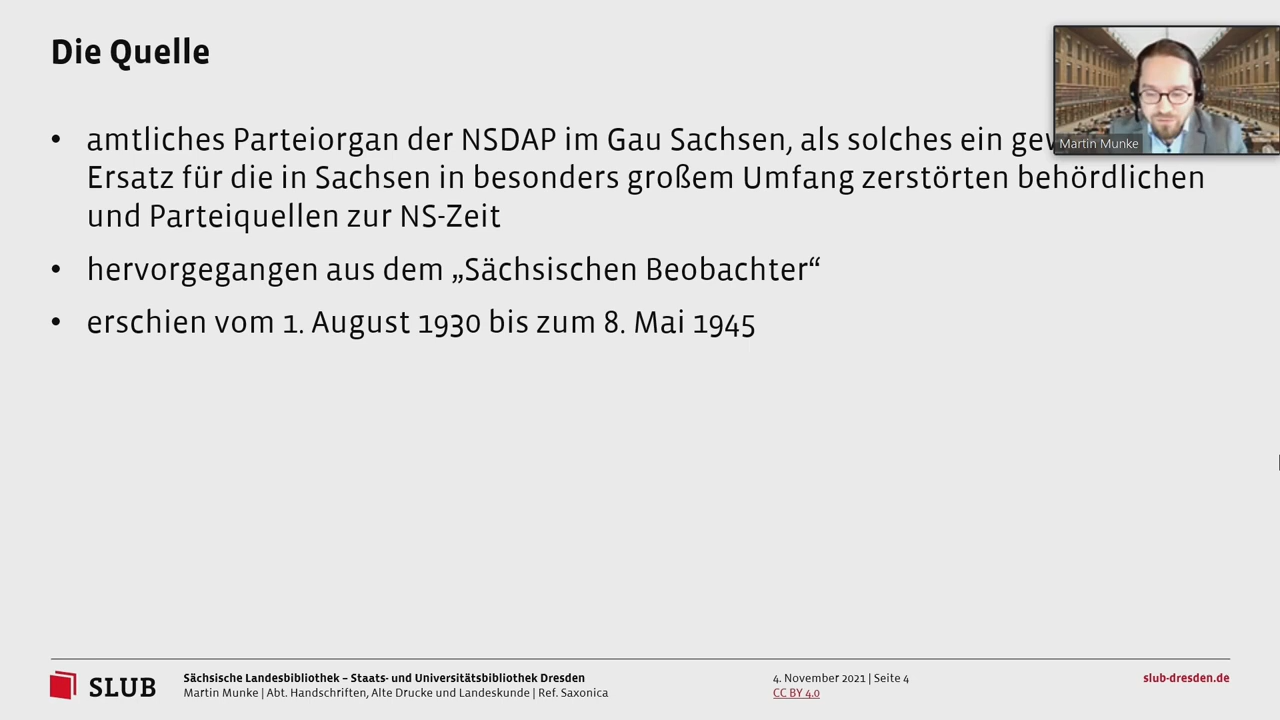 Die Quelle
• amtliches Parteiorgan der NSDAP im Gau Sachsen, als solches ein
Ersatz für die in Sachsen in besonders großem Umfang zerstörten behördlichen
und Parteiquellen zur NS-Zeit
• hervorgegangen aus dem „Sächsischen Beobachter“
• erschien vom 1. August 1930 bis zum 8. Mai 1945
Martin Munke
SLUB
Sächsische Landesbibliothek – Staats- und Universitätsbibliothek Dresden
Martin Munke | Abt. Handschriften, Alte Drucke und Landeskunde | Ref. Saxonica
4. November 2021 | Seite 4
CC BY 4.0
slub-dresden.de